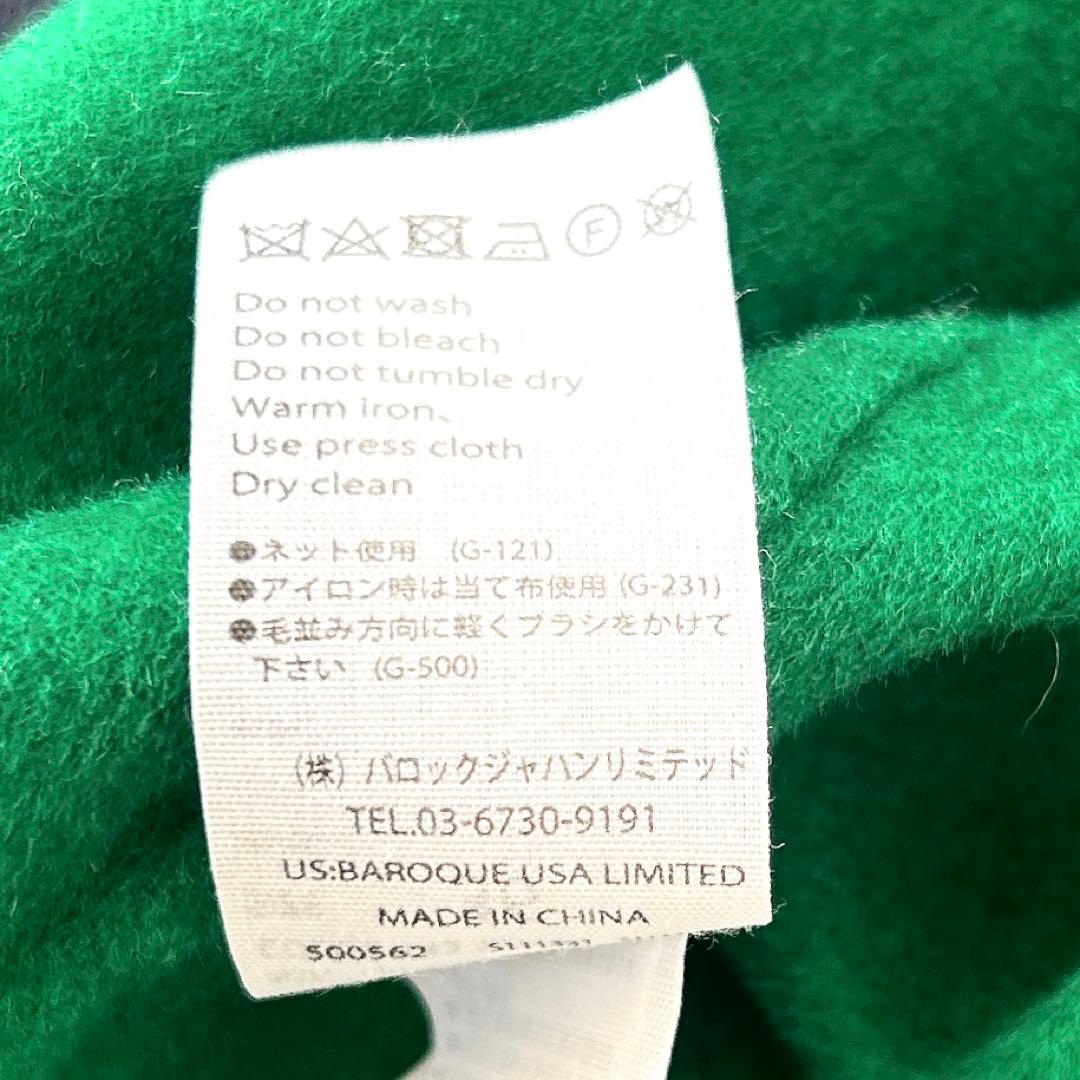 F
W
Do not wash
Do not bleach
Do not tumble dry
Warm iron、
Use press cloth
Dry clean
●ネット使用 (G-121)
●アイロン時は当て布使用 (G-231)
●毛並み方向に軽くブラシをかけて
下さい (G-500)
(株) バロックジャパンリミテッド
TEL.03-6730-9191
US:BAROQUE USA LIMITED
MADE IN CHINA
500562